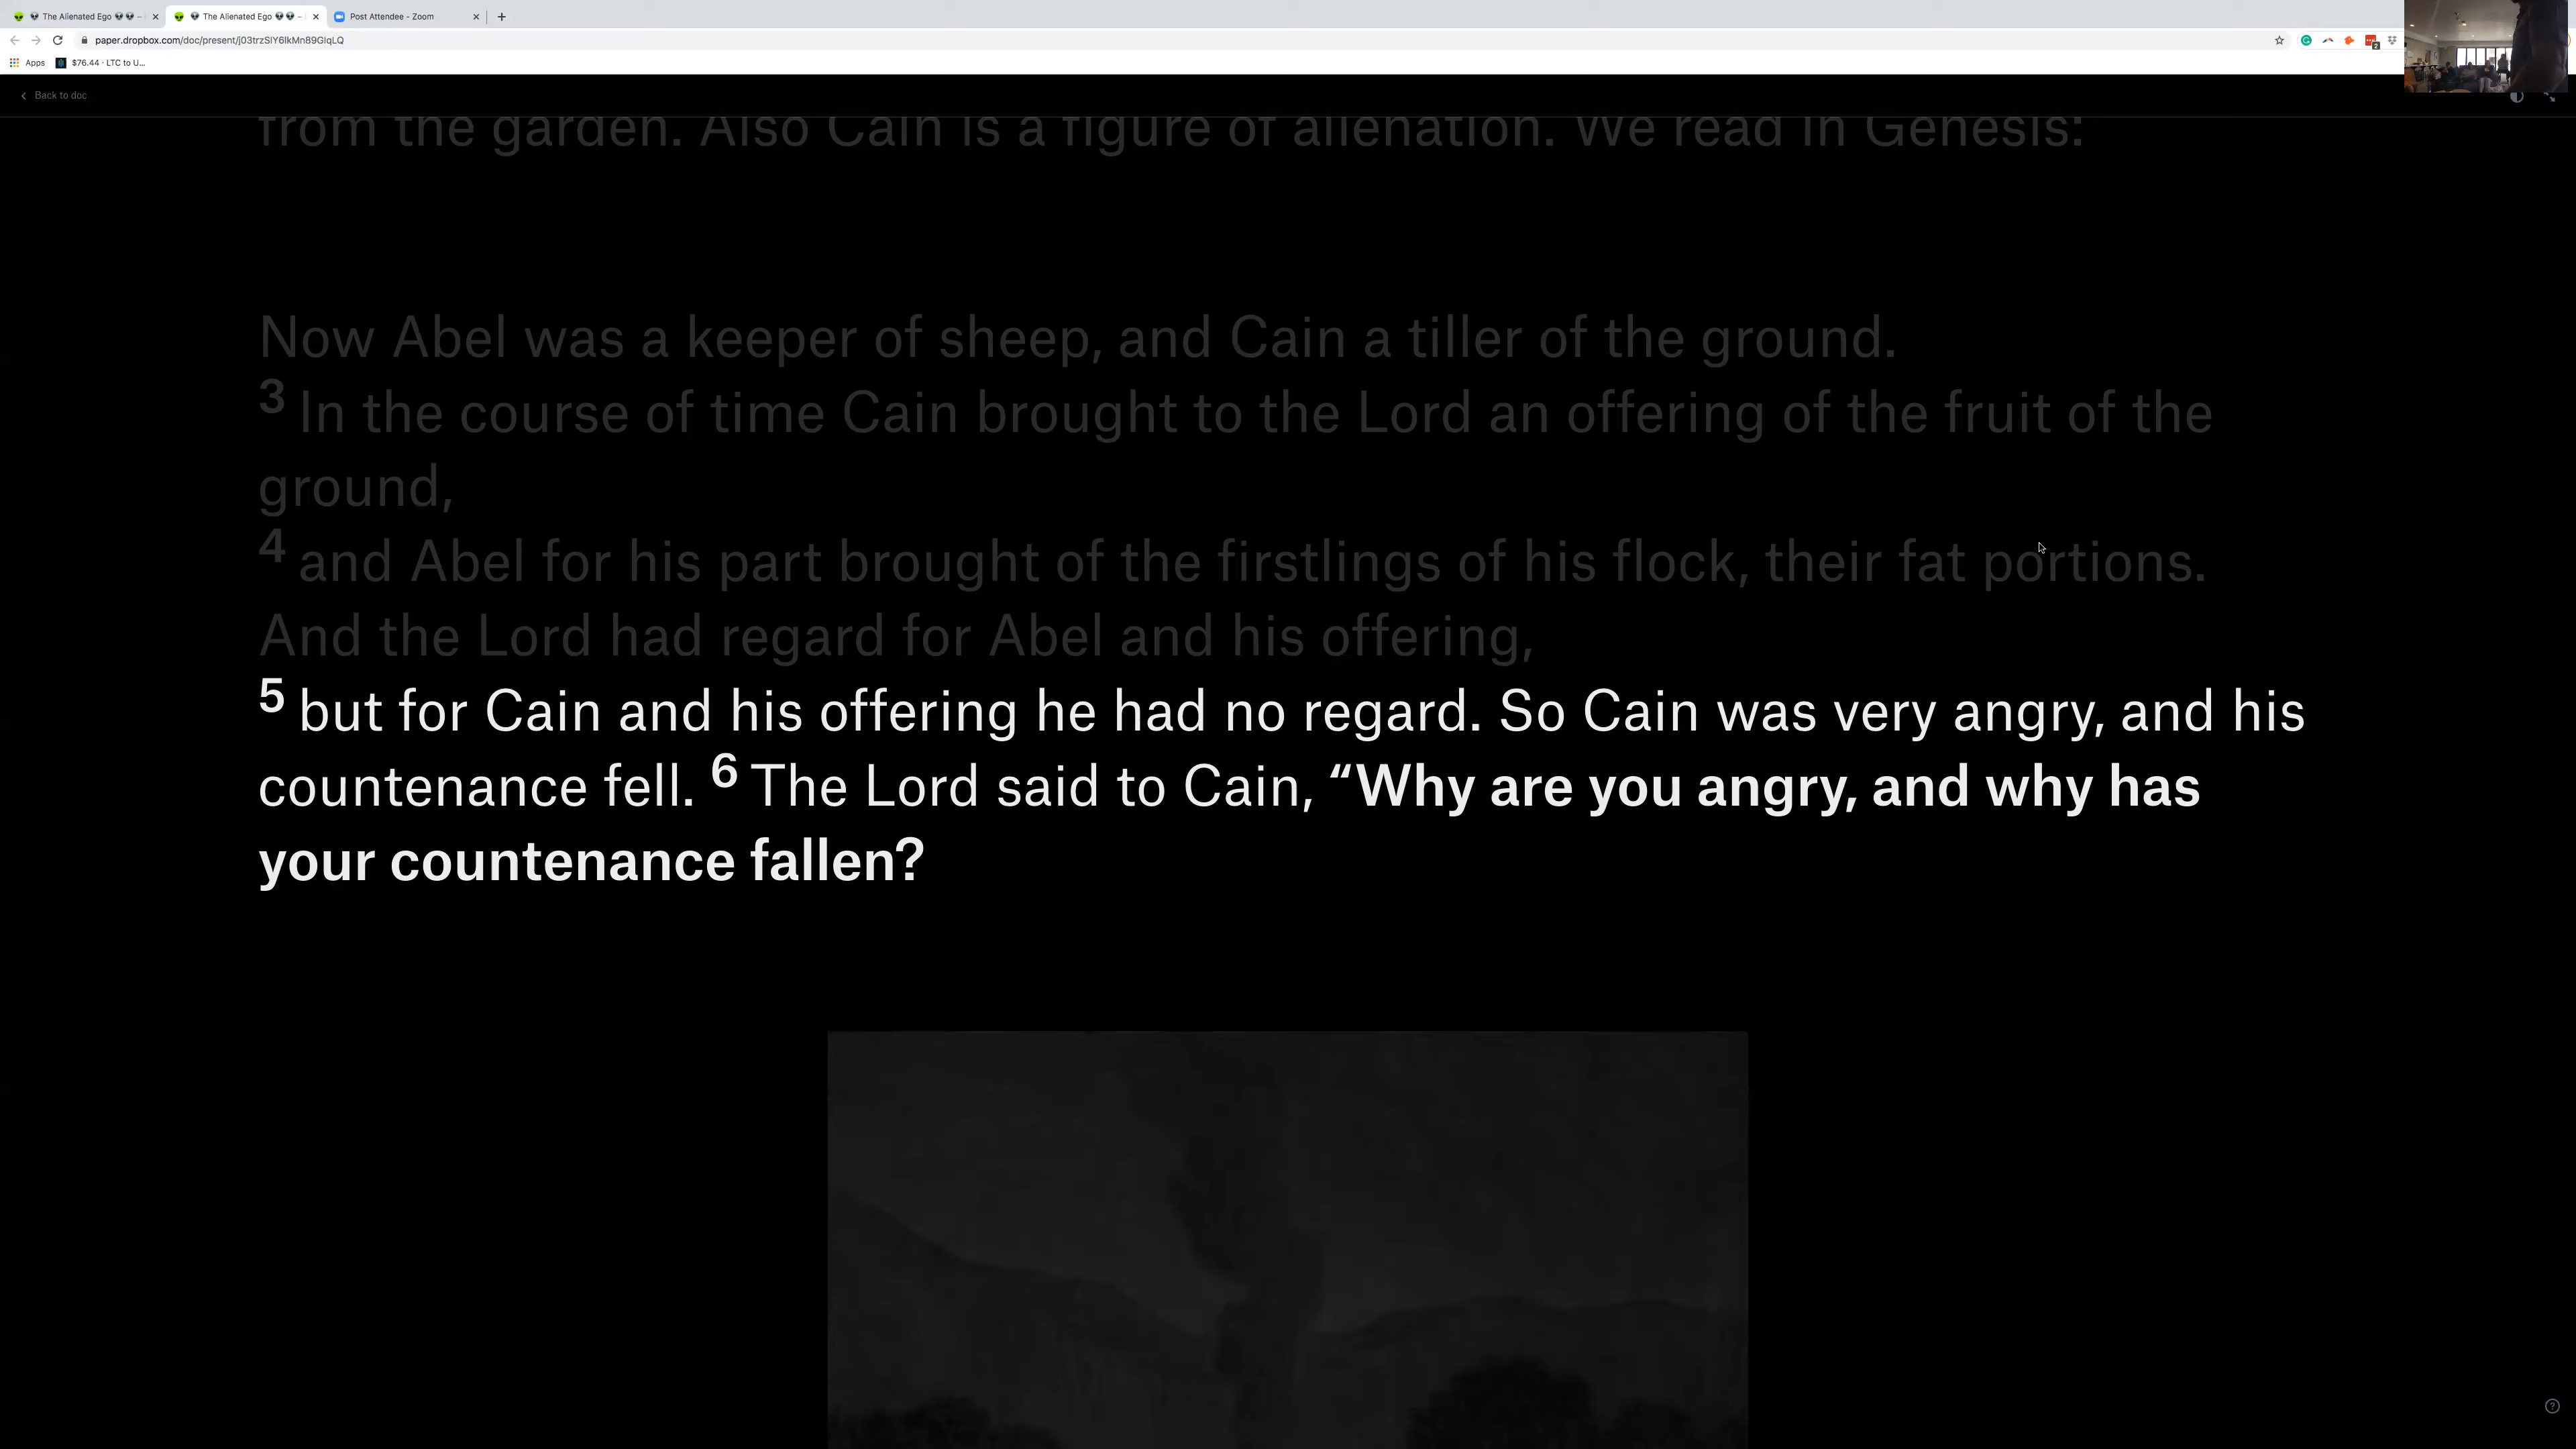 The Alienated Ego
The Alienated Ego
Post Attendee - Zoom
paper.dropbox.com/doc/present/j03trzSlY6lkMn89GlqLQ
Apps
$76.44 · LTC to U...
Back to doc
from the garden. Also Cain is a figure of alienation. We read in Genesis:
Now Abel was a keeper of sheep, and Cain a tiller of the ground.
3 In the course of time Cain brought to the Lord an offering of the fruit of the
ground,
4 and Abel for his part brought of the firstlings of his flock, their fat portions.
And the Lord had regard for Abel and his offering,
5 but for Cain and his offering he had no regard. So Cain was very angry, and his
countenance fell. 6 The Lord said to Cain, “Why are you angry, and why has
your countenance fallen?